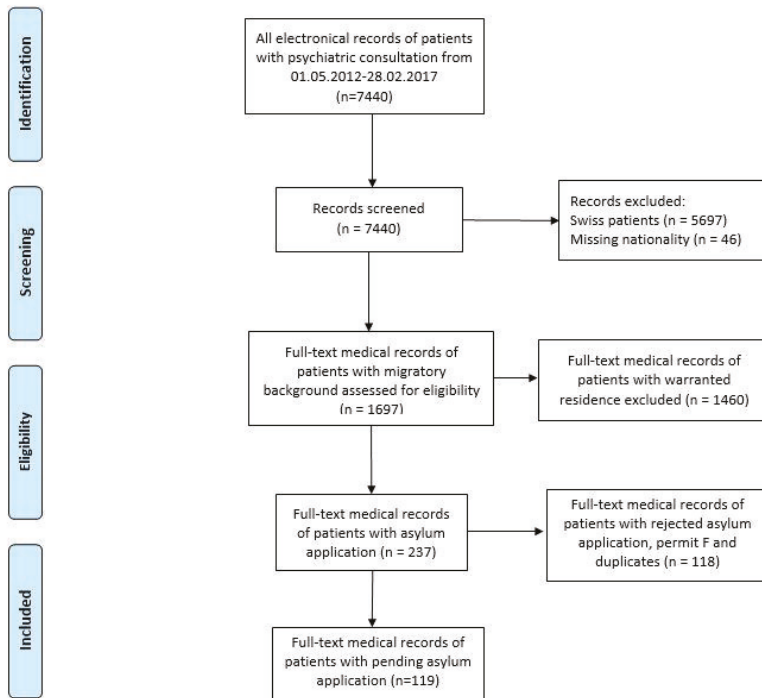 Identification
All electronical records of patients
with psychiatric consultation from
01.05.2012-28.02.2017
(n=7440)
Screening
Records screened
(n = 7440)
Records excluded:
Swiss patients (n = 5697)
Missing nationality (n = 46)
Full-text medical records of
patients with migratory
background assessed for eligibility
(n = 1697)
Full-text medical records of
patients with warranted
residence excluded (n = 1460)
Eligibility
Full-text medical records
of patients with asylum
application (n = 237)
Full-text medical records of
patients with rejected asylum
application, permit F and
duplicates (n = 118)
Included
Full-text medical records of
patients with pending asylum
application (n=119)